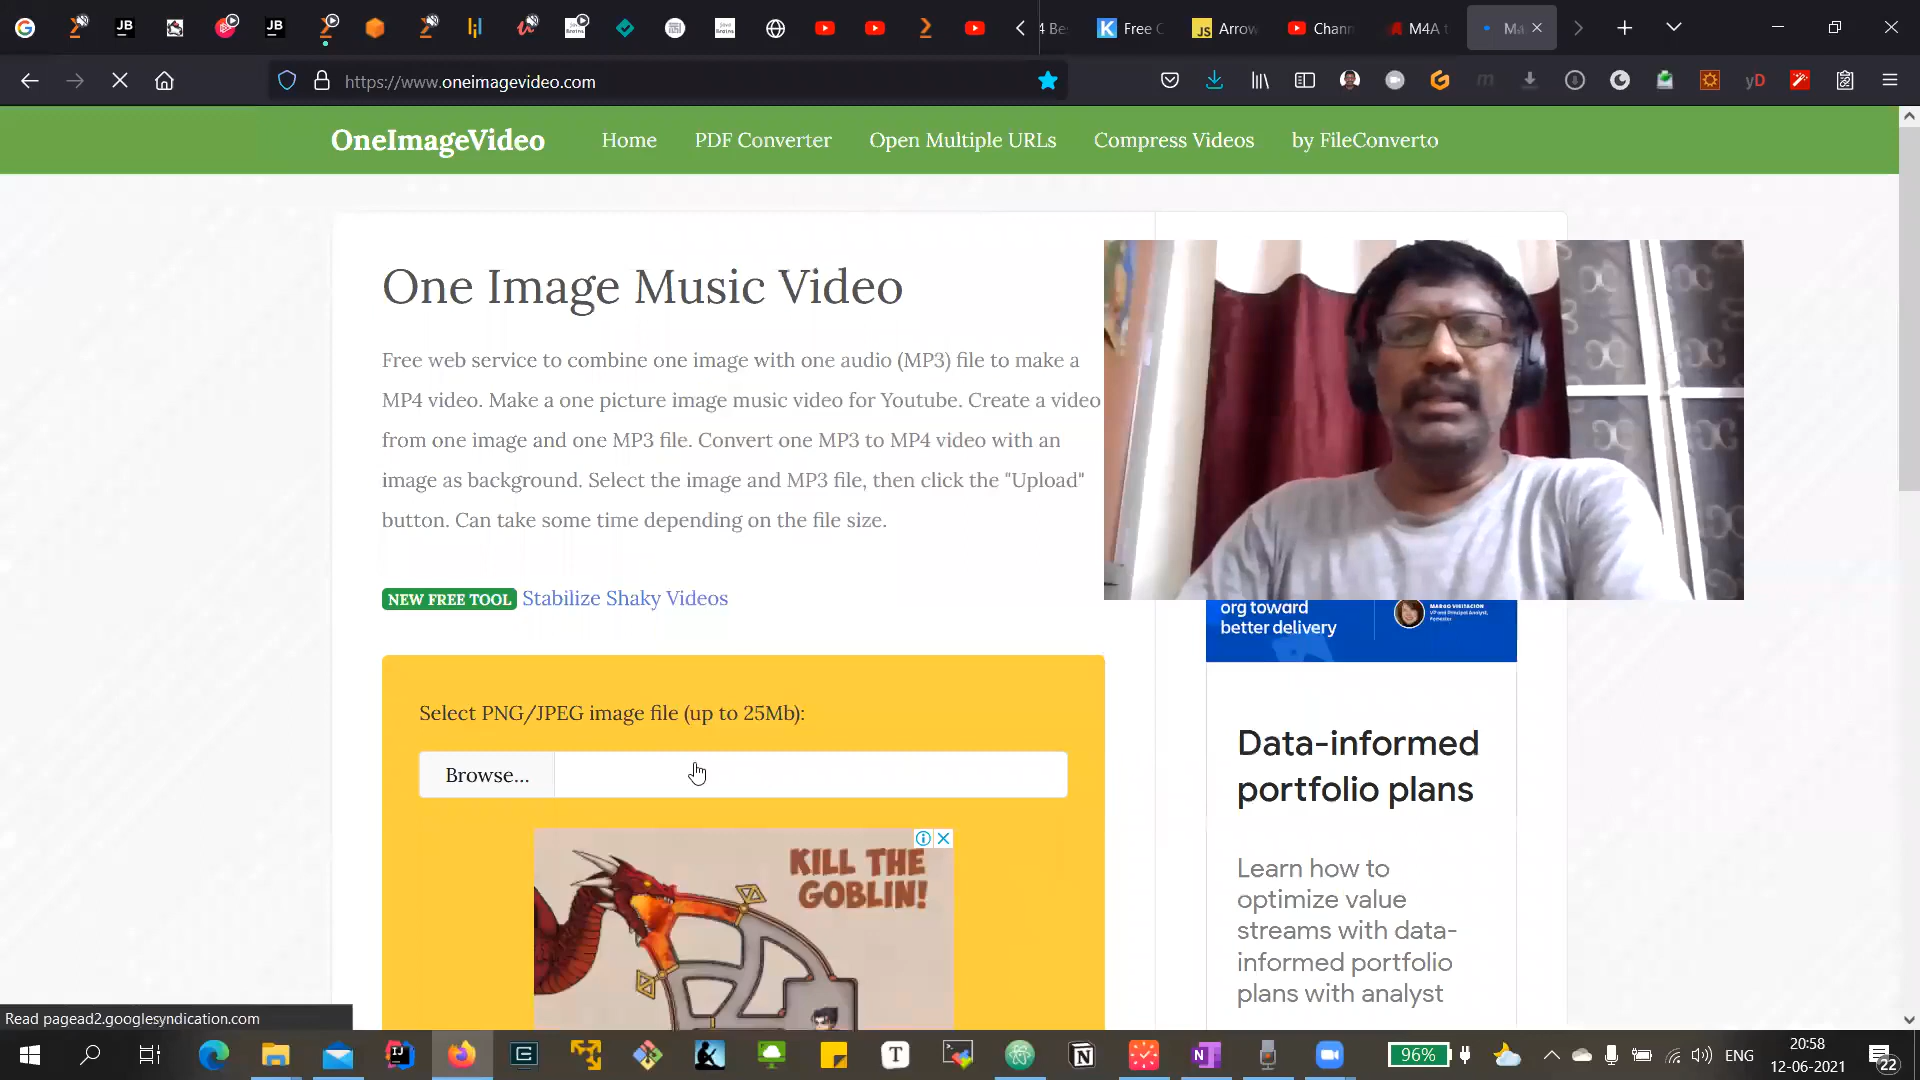 4 Be
Free C
JS Arrow
Chann
M4A t
Ma
https://www.oneimagevideo.com
yD
OneImageVideo
Home
PDF Converter
Open Multiple URLs
Compress Videos
by FileConverto
One Image Music Video
Free web service to combine one image with one audio (MP3) file to make a
MP4 video. Make a one picture image music video for Youtube. Create a video
from one image and one MP3 file. Convert one MP3 to MP4 video with an
image as background. Select the image and MP3 file, then click the "Upload"
button. Can take some time depending on the file size.
NEW FREE TOOL Stabilize Shaky Videos
org toward
better delivery
MARGO VISITACION
Select PNG/JPEG image file (up to 25Mb):
Browse...
KILL THE
GOBLIN!
Data-informed
portfolio plans
Learn how to
optimize value
streams with data-
informed portfolio
plans with analyst
Read pagead2.googlesyndication.com
96%
ENG
20:58
12-06-2021
22